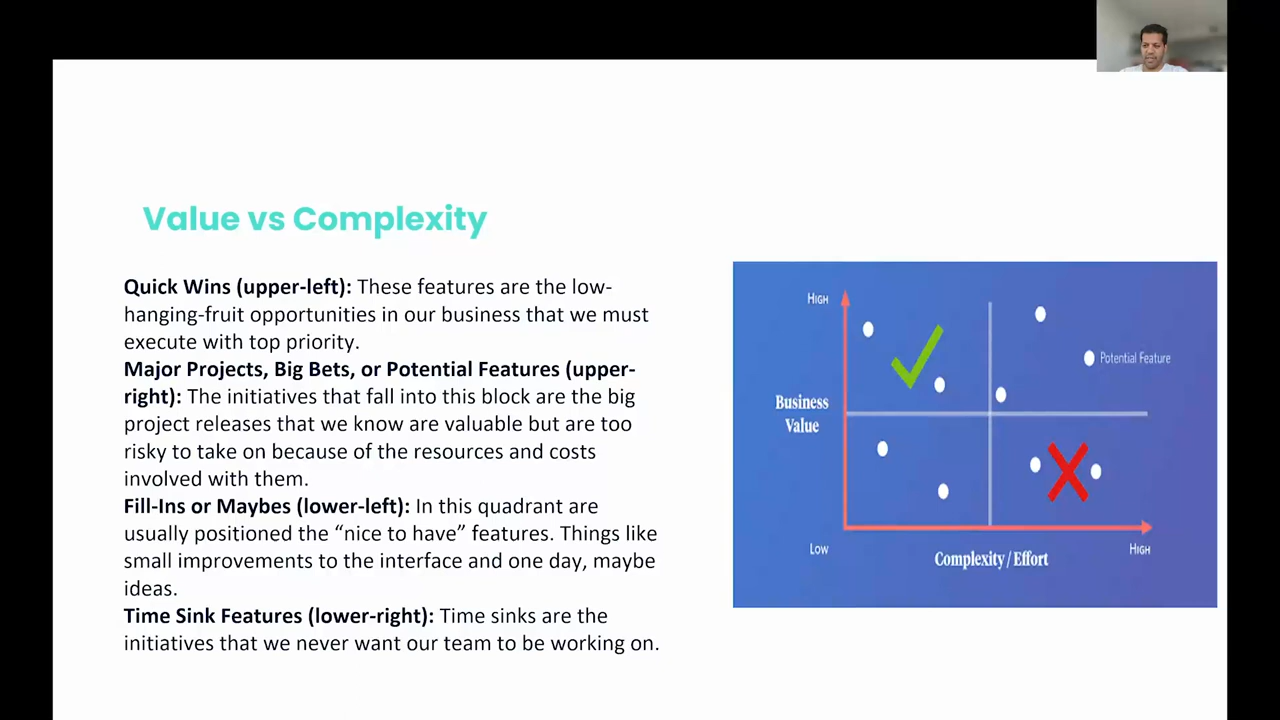 Value vs Complexity
Quick Wins (upper-left): These features are the low-
hanging-fruit opportunities in our business that we must
execute with top priority.
Major Projects, Big Bets, or Potential Features (upper-
right): The initiatives that fall into this block are the big
project releases that we know are valuable but are too
risky to take on because of the resources and costs
involved with them.
Fill-Ins or Maybes (lower-left): In this quadrant are
usually positioned the “nice to have” features. Things like
small improvements to the interface and one day, maybe
ideas.
Time Sink Features (lower-right): Time sinks are the
initiatives that we never want our team to be working on.
High
Potential Feature
Business
Value
Low
Complexity / Effort
High